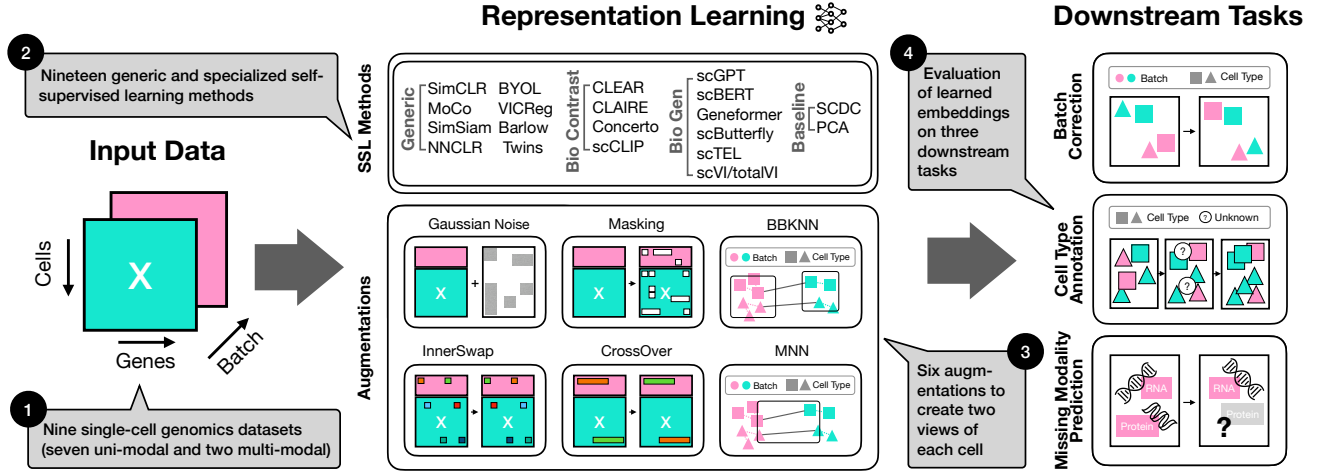 Representation Learning
Downstream Tasks
2
Nineteen generic and specialized self-
supervised learning methods
Input Data
Cells
X
Genes
Batch
1
Nine single-cell genomics datasets
(seven uni-modal and two multi-modal)
SSL Methods
Generic
SimCLR
MoCo
SimSiam
NNCLR
BYOL
VICReg
Barlow
Twins
Bio Contrast
CLEAR
CLAIRE
Concerto
scCLIP
Bio Gen
scGPT
scBERT
Geneformer
scButterfly
scTEL
scVI/totalVI
Baseline
SCDC
PCA
Augmentations
Gaussian Noise
X
+
Masking
X
X
BBKNN
Batch
Cell Type
InnerSwap
X
X
CrossOver
X
X
MNN
Batch
Cell Type
3
Six augm-
entations to
create two
views of
each cell
4
Evaluation
of learned
embeddings
on three
downstream
tasks
Batch
Correction
Batch
Cell Type
Cell Type
Annotation
Cell Type
? Unknown
?
?
Missing Modality
Prediction
RNA
Protein
RNA
Protein
?